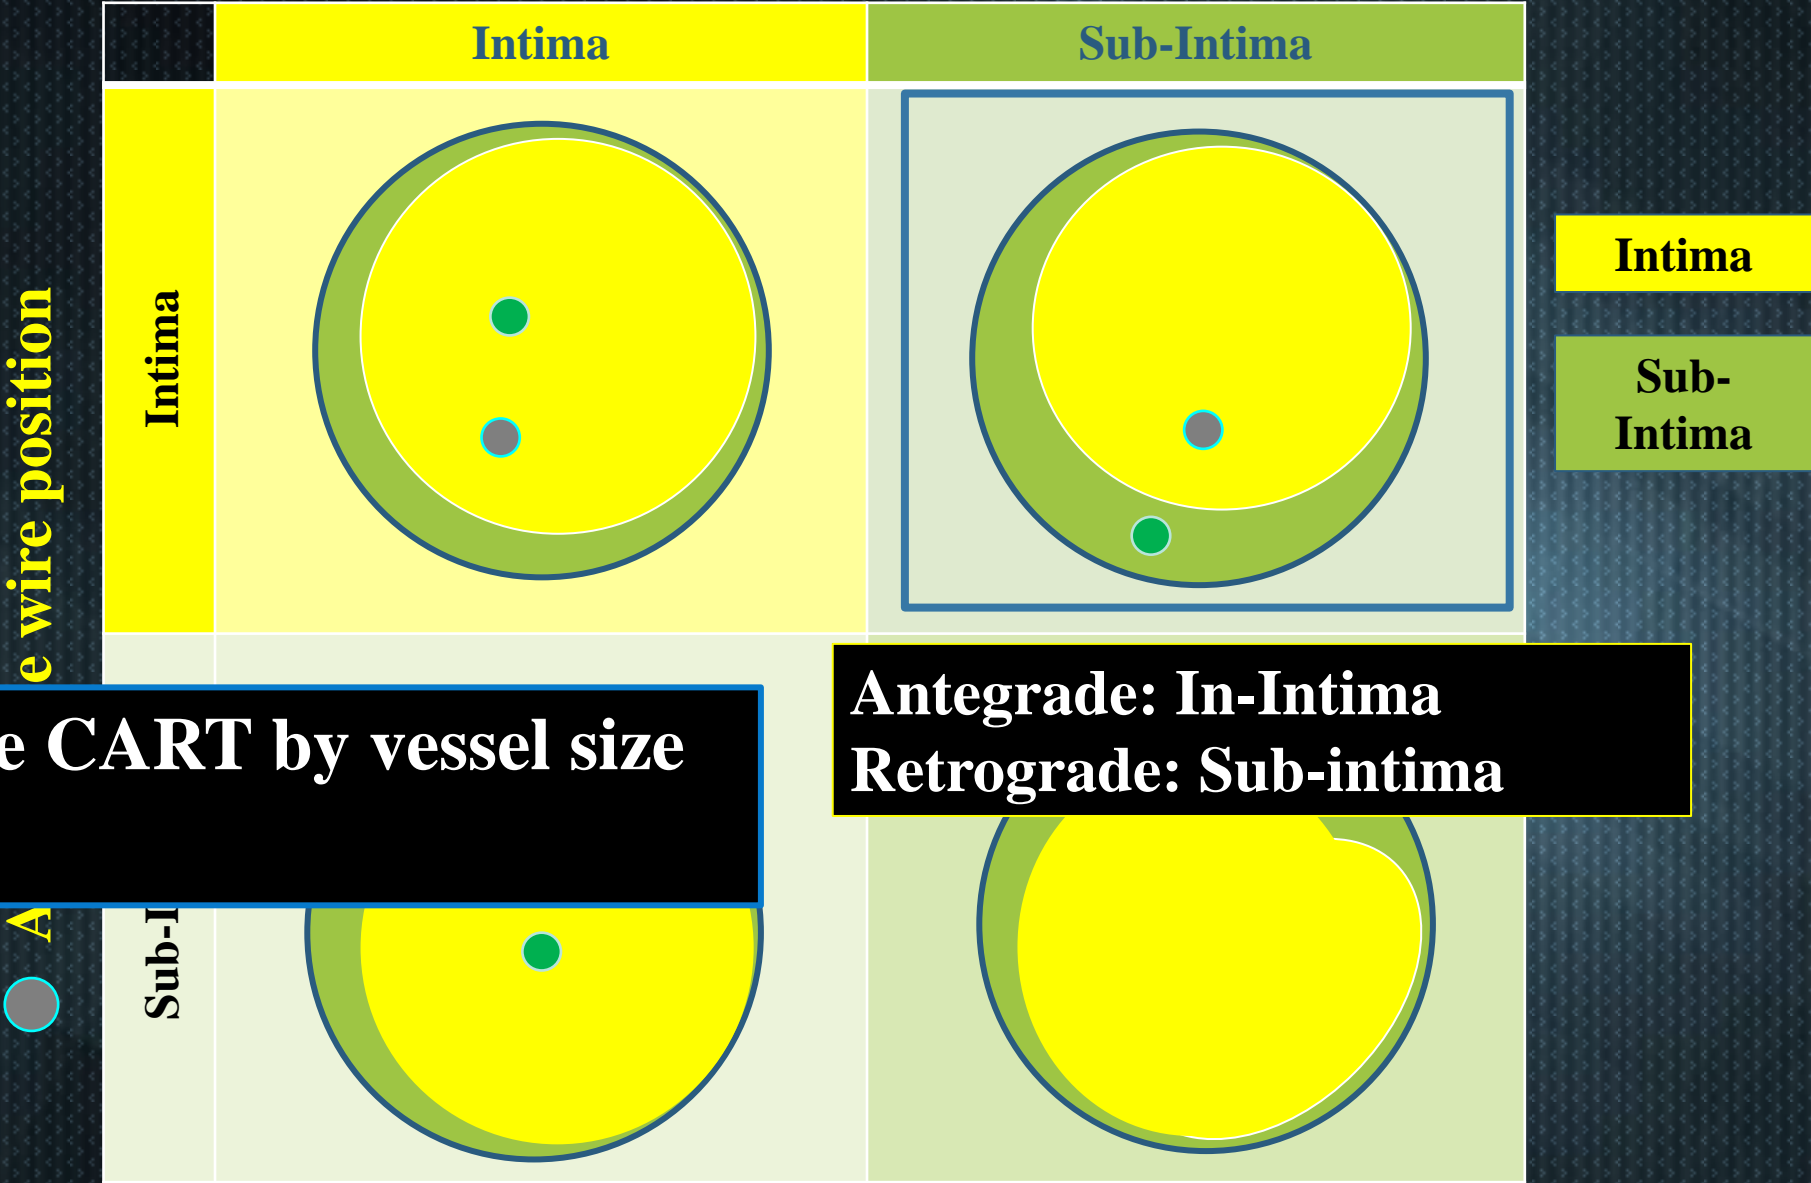 Intima
Sub-Intima
Intima
e wire position
Intima
Sub-
Intima
Antegrade: In-Intima
Retrograde: Sub-intima
e CART by vessel size
A
Sub-I